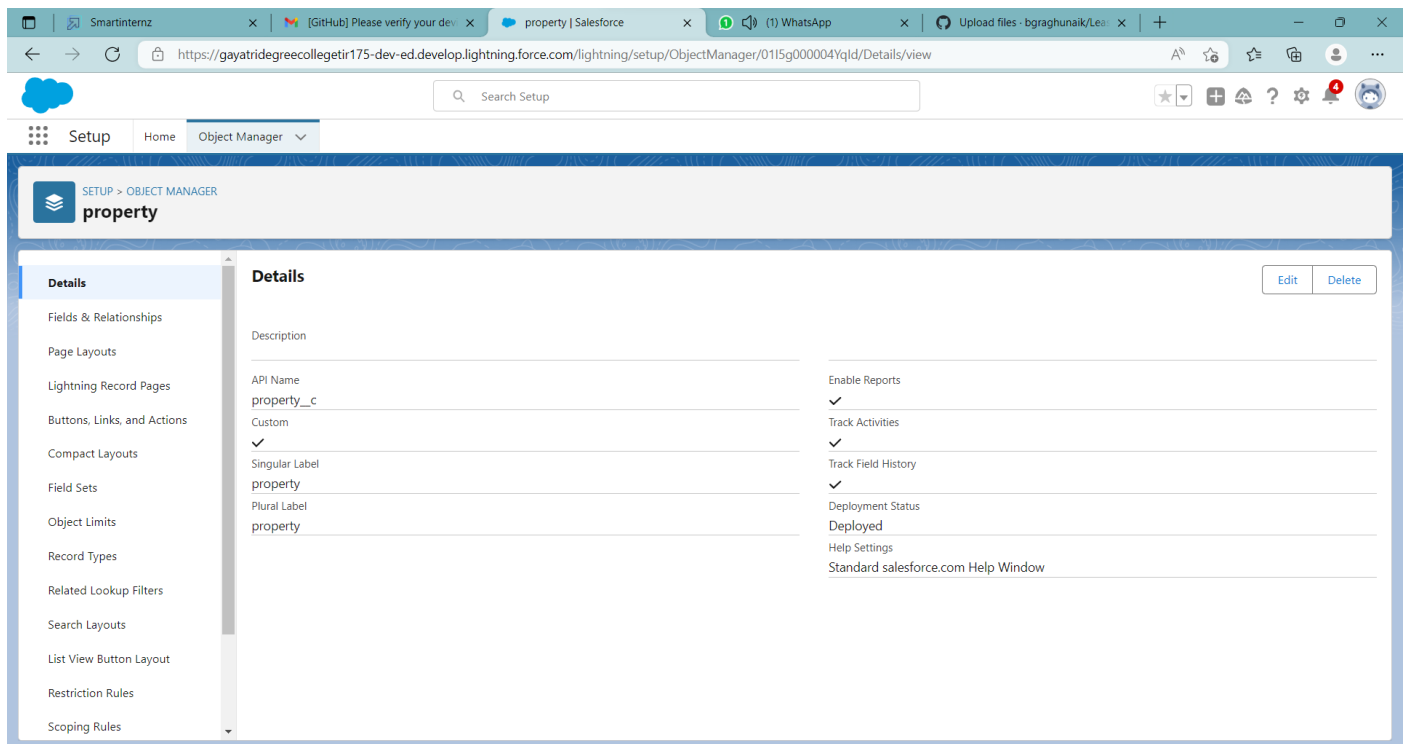 Smartinternz
[GitHub] Please verify your dev
property | Salesforce
1
(1) WhatsApp
Upload files · bgraghunaik/Leas
https://gayatridegreecollegetir175-dev-ed.develop.lightning.force.com/lightning/setup/ObjectManager/01I5g000004Yqld/Details/view
Search Setup
4
Setup
Home
Object Manager
SETUP > OBJECT MANAGER
property
Details
Fields & Relationships
Page Layouts
Lightning Record Pages
Buttons, Links, and Actions
Compact Layouts
Field Sets
Object Limits
Record Types
Related Lookup Filters
Search Layouts
List View Button Layout
Restriction Rules
Scoping Rules
Details
Edit
Delete
Description
API Name
property__c
Custom
Singular Label
property
Plural Label
property
Enable Reports
Track Activities
Track Field History
Deployment Status
Deployed
Help Settings
Standard salesforce.com Help Window